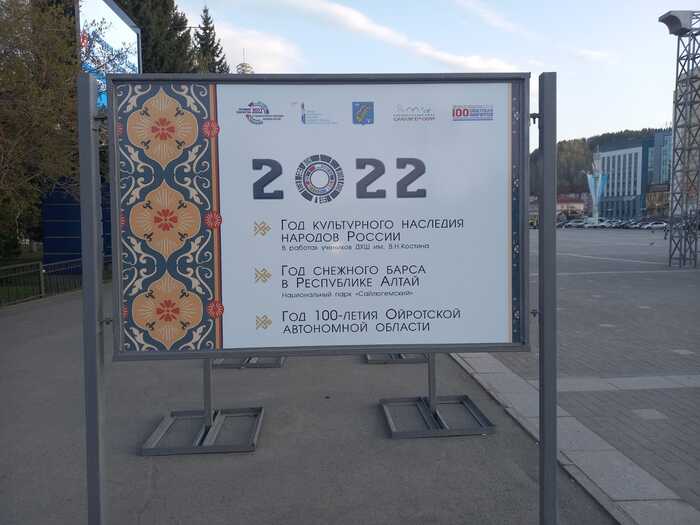 100
2022
Год культурного наследия
народов России
В работах учеников ДХШ им. В.Н.Костина
Год снежного барса
в Республике Алтай
Национальный парк «Сайлюгемский»
Год 100-летия Ойротской
автономной области